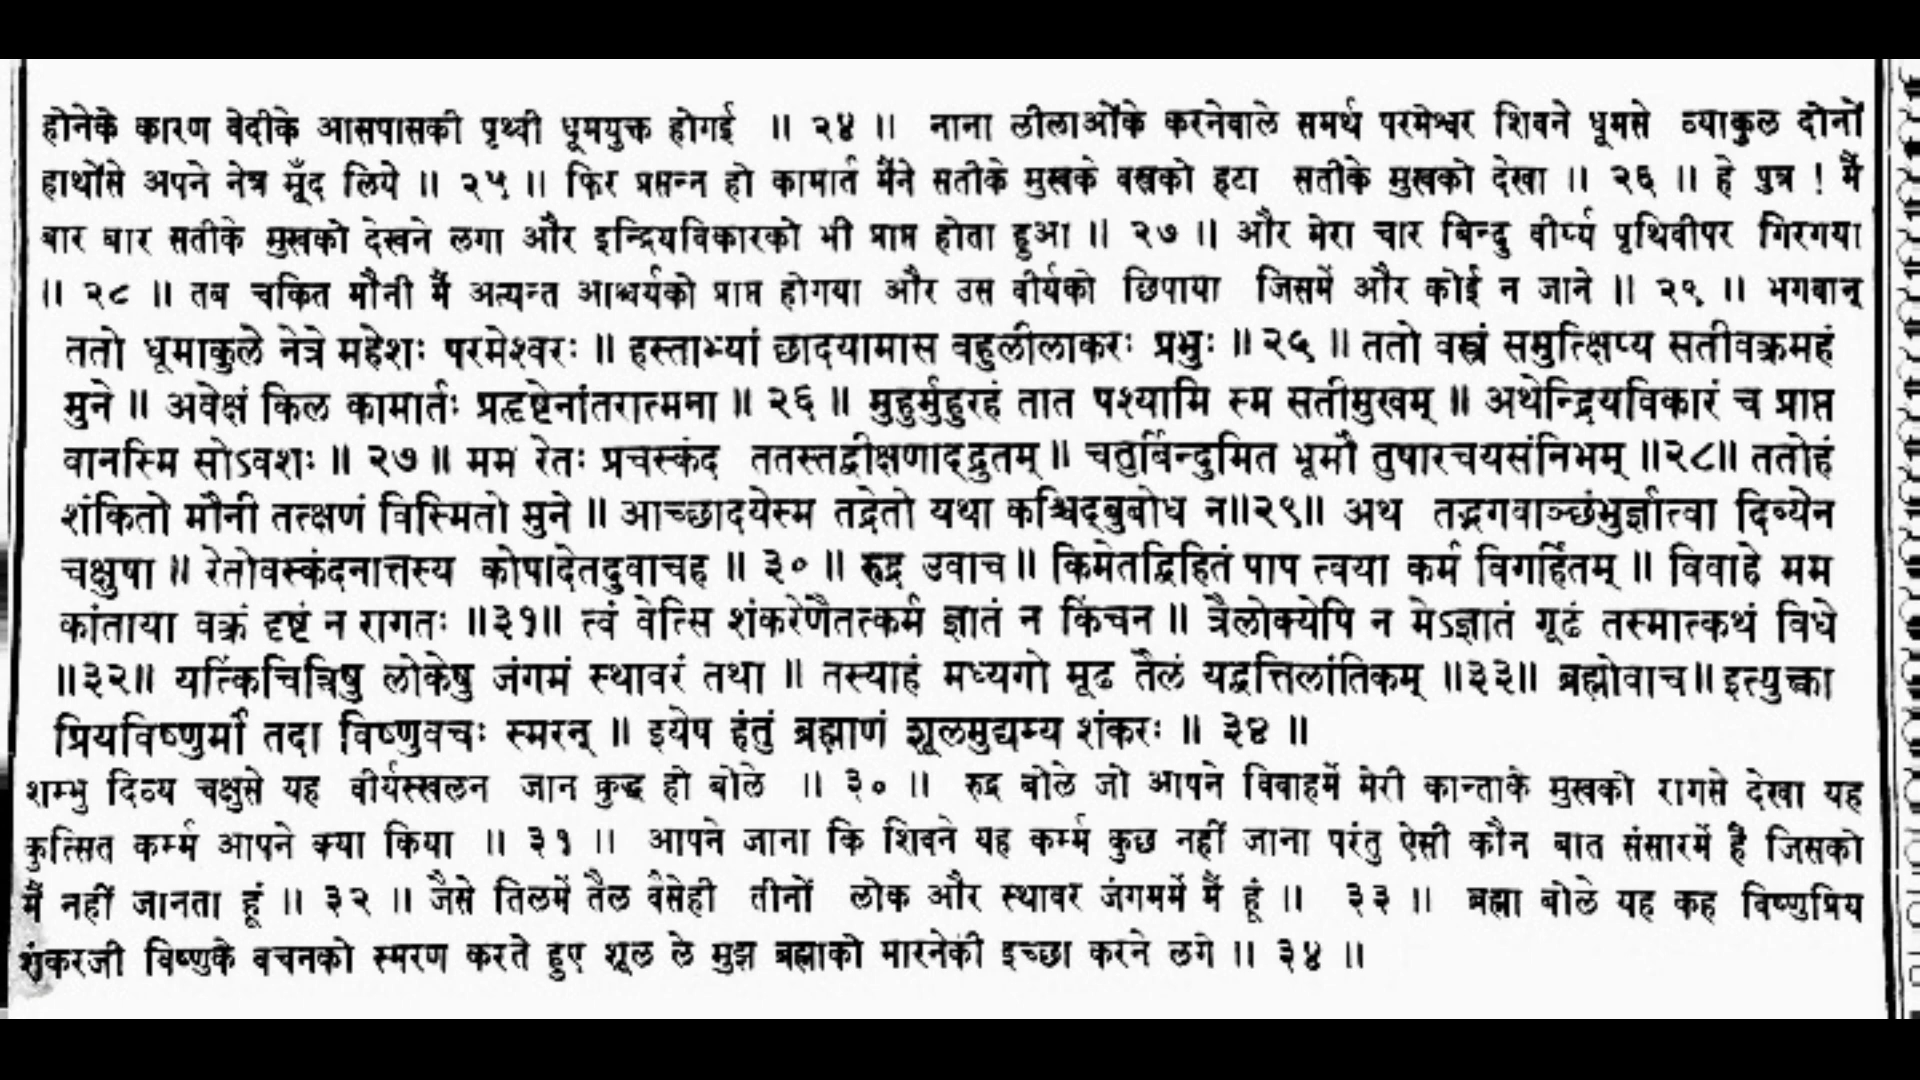 होनेके कारण वेदीके आसपासकी पृथ्वी धूमयुक्त होगई ॥ २४ ॥ नाना लीलाओंके करनेवाले समर्थ परमेश्वर शिवने धूमसे व्याकुल दोनों
हाथोंसे अपने नेत्र मूँद लिये ॥ २५ ॥ फिर प्रसन्न हो कामार्त मैंने सतीके मुखके वस्त्रको हटा सतीके मुखको देखा ॥ २६ ॥ हे पुत्र ! मैं
बार बार सतीके मुखको देखने लगा और इन्द्रियविकारको भी प्राप्त होता हुआ ॥ २७ ॥ और मेरा चार बिन्दु वीर्य्य पृथिवीपर गिरगया
॥ २८ ॥ तब चकित मौनी मैं अत्यन्त आश्चर्यको प्राप्त होगया और उस वीर्यको छिपाया जिसमें और कोई न जाने ॥ २९ ॥ भगवान्
ततो धूमाकुले नेत्रे महेशः परमेश्वरः ॥ हस्ताभ्यां छादयामास बहुलीलाकरः प्रभुः ॥ २५ ॥ ततो वस्त्रं समुत्क्षिप्य सतीवक्रमहं
मुने ॥ अवेक्षं किल कामार्तः प्रहृष्टेनांतरात्मना ॥ २६ ॥ मुहुर्मुहुरहं तात पश्यामि स्म सतीमुखम् ॥ अथेन्द्रियविकारं च प्राप्त
वानस्मि सोऽवशः ॥ २७ ॥ मम रेतः प्रचस्कंद ततस्तद्वीक्षणाद्द्रुतम् ॥ चतुर्बिन्दुमित भूमौ तुषारचयसंनिभम् ॥२८॥ ततोहं
शंकितो मौनी तत्क्षणं विस्मितो मुने ॥ आच्छादयेस्म तद्रेतो यथा कश्चिद्बुबोध न॥२९॥ अथ तद्भगवाञ्छंभुर्ज्ञात्वा दिव्येन
चक्षुषा ॥ रेतोवस्कंदनात्तस्य कोपादेतदुवाचह ॥ ३० ॥ रुद्र उवाच ॥ किमेतद्विहितं पाप त्वया कर्म विगर्हितम् ॥ विवाहे मम
कांताया वक्रं दृष्टं न रागतः ॥३१॥ त्वं वेत्सि शंकरेणैतत्कर्म ज्ञातं न किंचन ॥ त्रैलोक्येपि न मेऽज्ञातं गूढं तस्मात्कथं विधे
॥३२॥ यत्किंचित्त्रिषु लोकेषु जंगमं स्थावरं तथा ॥ तस्याहं मध्यगो मूढ तैलं यद्वत्तिलांतिकम् ॥३३॥ ब्रह्मोवाच॥ इत्युक्त्वा
प्रियविष्णुर्मां तदा विष्णुवचः स्मरन् ॥ इयेष हंतुं ब्रह्माणं शूलमुद्यम्य शंकरः ॥ ३४ ॥
शम्भु दिव्य चक्षुसे यह वीर्यस्खलन जान क्रुद्ध हो बोले ॥ ३० ॥ रुद्र बोले जो आपने विवाहमें मेरी कान्ताके मुखको रागसे देखा यह
कुत्सित कर्म्म आपने क्या किया ॥ ३१ ॥ आपने जाना कि शिवने यह कर्म्म कुछ नहीं जाना परंतु ऐसी कौन बात संसारमें है जिसको
मैं नहीं जानता हूं ॥ ३२ ॥ जैसे तिलमें तैल वैसेही तीनों लोक और स्थावर जंगममें मैं हूं ॥ ३३ ॥ ब्रह्मा बोले यह कह विष्णुप्रिय
शंकरजी विष्णुके वचनको स्मरण करते हुए शूल ले मुझ ब्रह्माको मारनेकी इच्छा करने लगे ॥ ३४ ॥